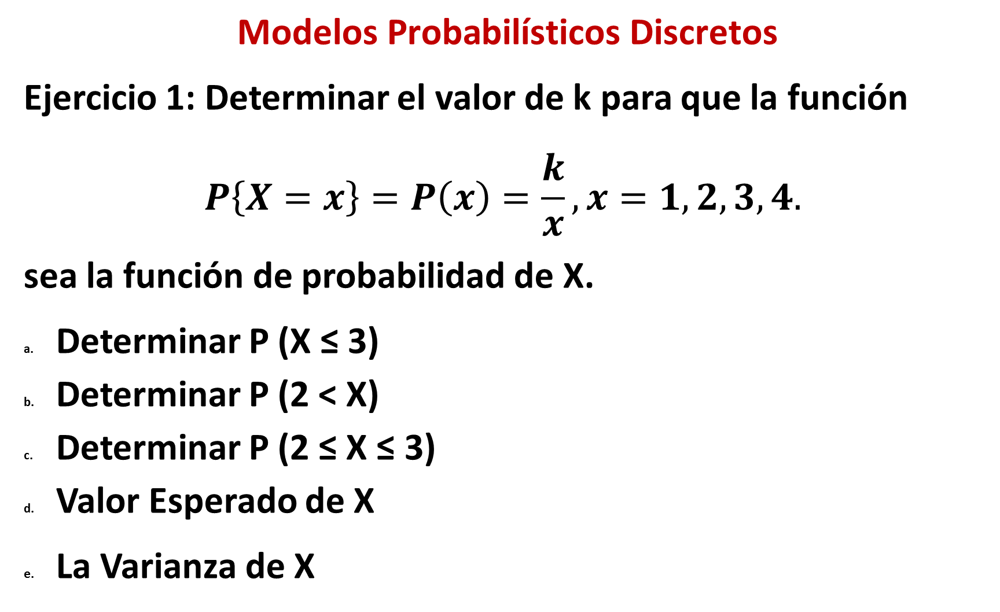 Modelos Probabilísticos Discretos
Ejercicio 1: Determinar el valor de k para que la función
P{X = x} = P(x) = k/x, x = 1, 2, 3, 4.
sea la función de probabilidad de X.
a. Determinar P (X ≤ 3)
b. Determinar P (2 < X)
c. Determinar P (2 ≤ X ≤ 3)
d. Valor Esperado de X
e. La Varianza de X